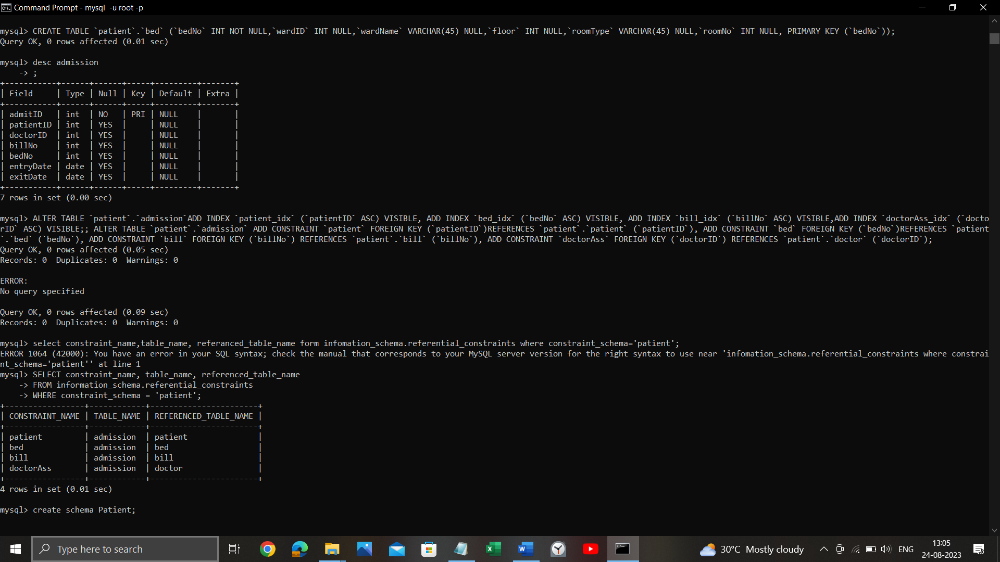 Command Prompt - mysql  -u root -p
mysql> CREATE TABLE `patient`.`bed` (`bedNo` INT NOT NULL,`wardID` INT NULL,`wardName` VARCHAR(45) NULL,`floor` INT NULL,`roomType` VARCHAR(45) NULL,`roomNo` INT NULL, PRIMARY KEY (`bedNo`));
Query OK, 0 rows affected (0.01 sec)
mysql> desc admission
    -> ;
+-----------+------+------+-----+---------+-------+
| Field     | Type | Null | Key | Default | Extra |
+-----------+------+------+-----+---------+-------+
| admitID   | int  | NO   | PRI | NULL    |       |
| patientID | int  | YES  |     | NULL    |       |
| doctorID  | int  | YES  |     | NULL    |       |
| billNo    | int  | YES  |     | NULL    |       |
| bedNo     | int  | YES  |     | NULL    |       |
| entryDate | date | YES  |     | NULL    |       |
| exitDate  | date | YES  |     | NULL    |       |
+-----------+------+------+-----+---------+-------+
7 rows in set (0.00 sec)
mysql> ALTER TABLE `patient`.`admission`ADD INDEX `patient_idx` (`patientID` ASC) VISIBLE, ADD INDEX `bed_idx` (`bedNo` ASC) VISIBLE, ADD INDEX `bill_idx` (`billNo` ASC) VISIBLE,ADD INDEX `doctorAss_idx` (`docto
rID` ASC) VISIBLE;; ALTER TABLE `patient`.`admission` ADD CONSTRAINT `patient` FOREIGN KEY (`patientID`)REFERENCES `patient`.`patient` (`patientID`), ADD CONSTRAINT `bed` FOREIGN KEY (`bedNo`)REFERENCES `patient
`.`bed` (`bedNo`), ADD CONSTRAINT `bill` FOREIGN KEY (`billNo`) REFERENCES `patient`.`bill` (`billNo`), ADD CONSTRAINT `doctorAss` FOREIGN KEY (`doctorID`) REFERENCES `patient`.`doctor` (`doctorID`);
Query OK, 0 rows affected (0.05 sec)
Records: 0  Duplicates: 0  Warnings: 0
ERROR:
No query specified
Query OK, 0 rows affected (0.09 sec)
Records: 0  Duplicates: 0  Warnings: 0
mysql> select constraint_name,table_name, referanced_table_name form infomation_schema.referential_constraints where constraint_schema='patient';
ERROR 1064 (42000): You have an error in your SQL syntax; check the manual that corresponds to your MySQL server version for the right syntax to use near 'infomation_schema.referential_constraints where constrai
nt_schema='patient'' at line 1
mysql> SELECT constraint_name, table_name, referenced_table_name
    -> FROM information_schema.referential_constraints
    -> WHERE constraint_schema = 'patient';
+-----------------+------------+-----------------------+
| CONSTRAINT_NAME | TABLE_NAME | REFERENCED_TABLE_NAME |
+-----------------+------------+-----------------------+
| patient         | admission  | patient               |
| bed             | admission  | bed                   |
| bill            | admission  | bill                  |
| doctorAss       | admission  | doctor                |
+-----------------+------------+-----------------------+
4 rows in set (0.01 sec)
mysql> create schema Patient;
Type here to search
30°C  Mostly cloudy
ENG
13:05
24-08-2023